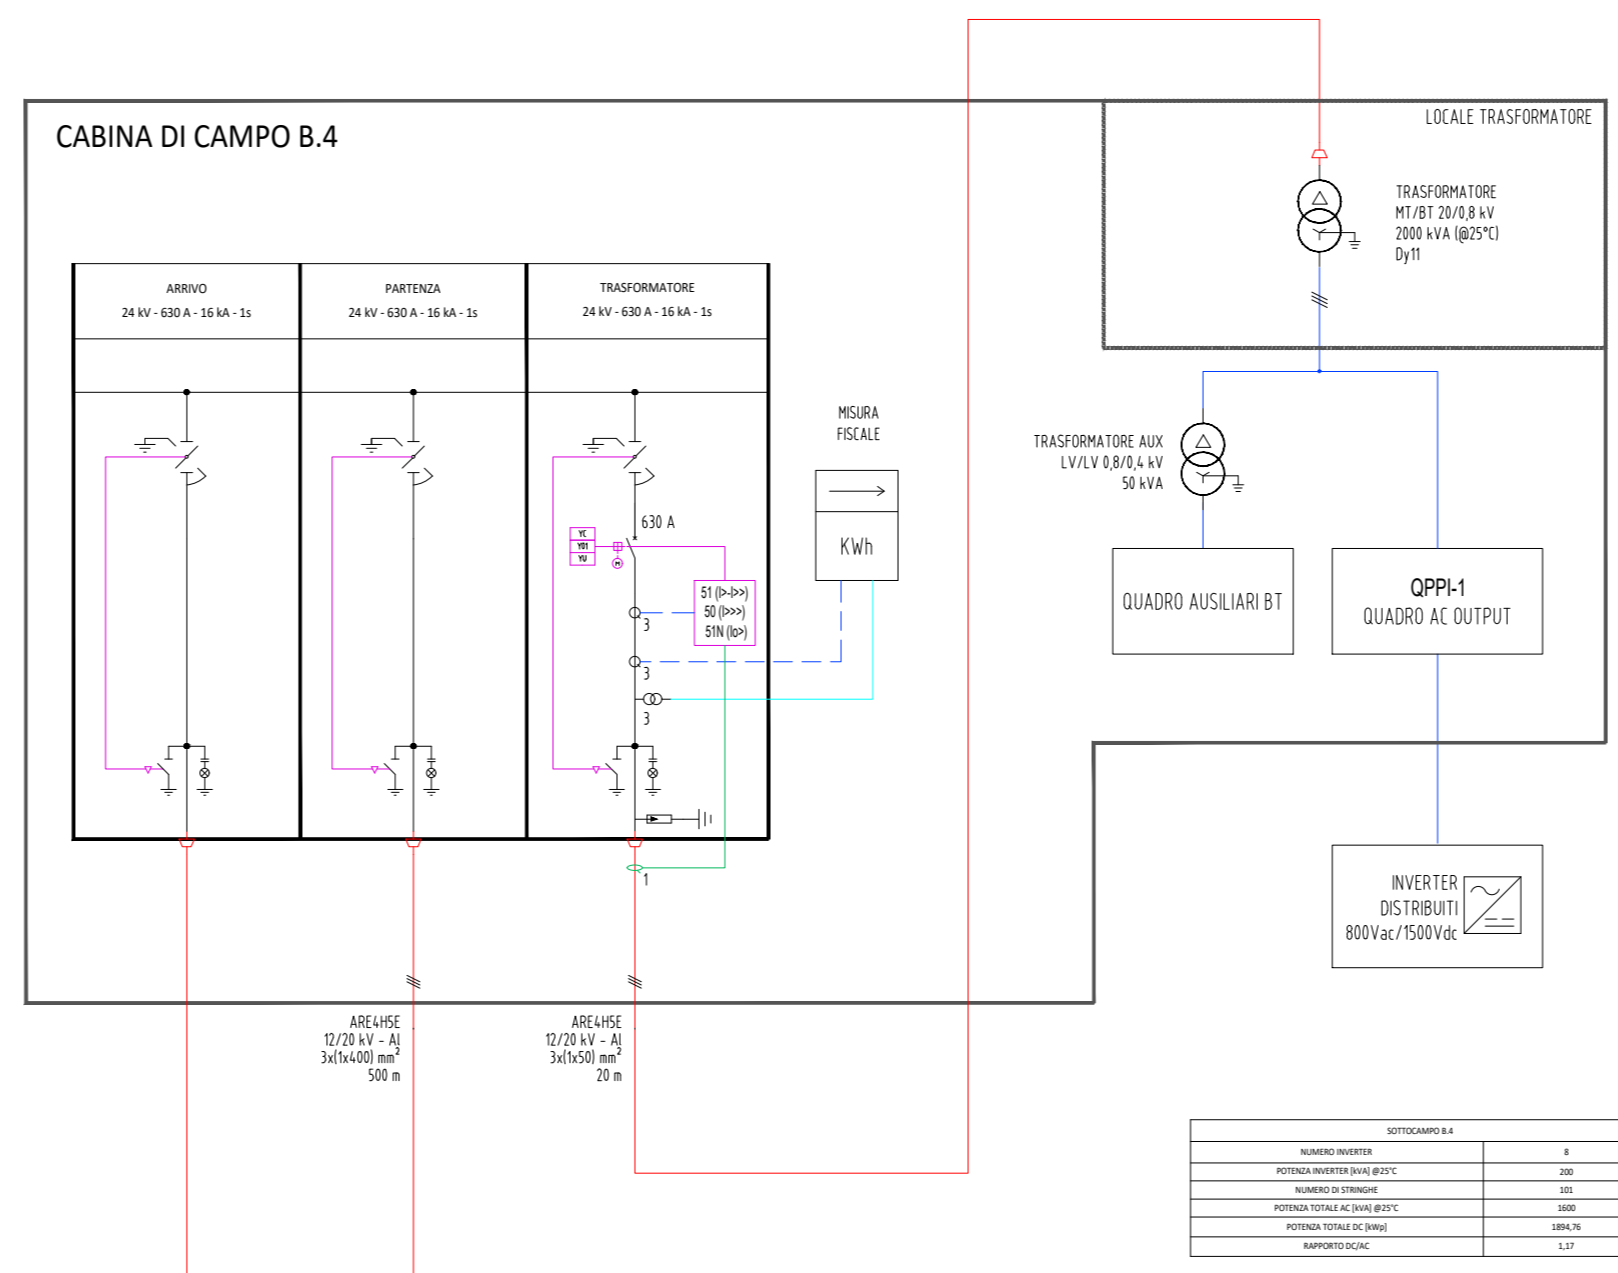 CABINA DI CAMPO B.4
LOCALE TRASFORMATORE
TRASFORMATORE
MT/BT 20/0,8 kV
2000 kVA (@25°C)
Dy11
ARRIVO
24 kV - 630 A - 16 kA - 1s
PARTENZA
24 kV - 630 A - 16 kA - 1s
TRASFORMATORE
24 kV - 630 A - 16 kA - 1s
MISURA
FISCALE
KWh
TRASFORMATORE AUX
LV/LV 0,8/0,4 kV
50 kVA
630 A
YC
YO1
YU
M
51 (I>-I>>)
50 (I>>>)
51N (Io>)
3
3
3
1
QUADRO AUSILIARI BT
QPPI-1
QUADRO AC OUTPUT
INVERTER
DISTRIBUITI
800Vac/1500Vdc
ARE4H5E
12/20 kV - Al
3x(1x400) mm²
500 m
ARE4H5E
12/20 kV - Al
3x(1x50) mm²
20 m
SOTTOCAMPO B.4
NUMERO INVERTER 8
POTENZA INVERTER [kVA] @25°C 200
NUMERO DI STRINGHE 101
POTENZA TOTALE AC [kVA] @25°C 1600
POTENZA TOTALE DC [kWp] 1894,76
RAPPORTO DC/AC 1,17